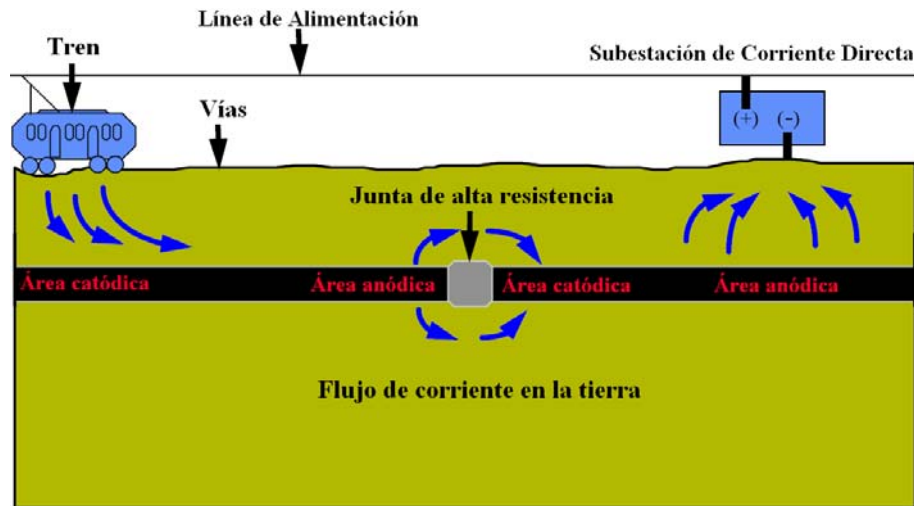 Línea de Alimentación
Tren
Subestación de Corriente Directa
Vías
(+) (-)
Junta de alta resistencia
Área catódica Área anódica Área catódica Área anódica
Flujo de corriente en la tierra